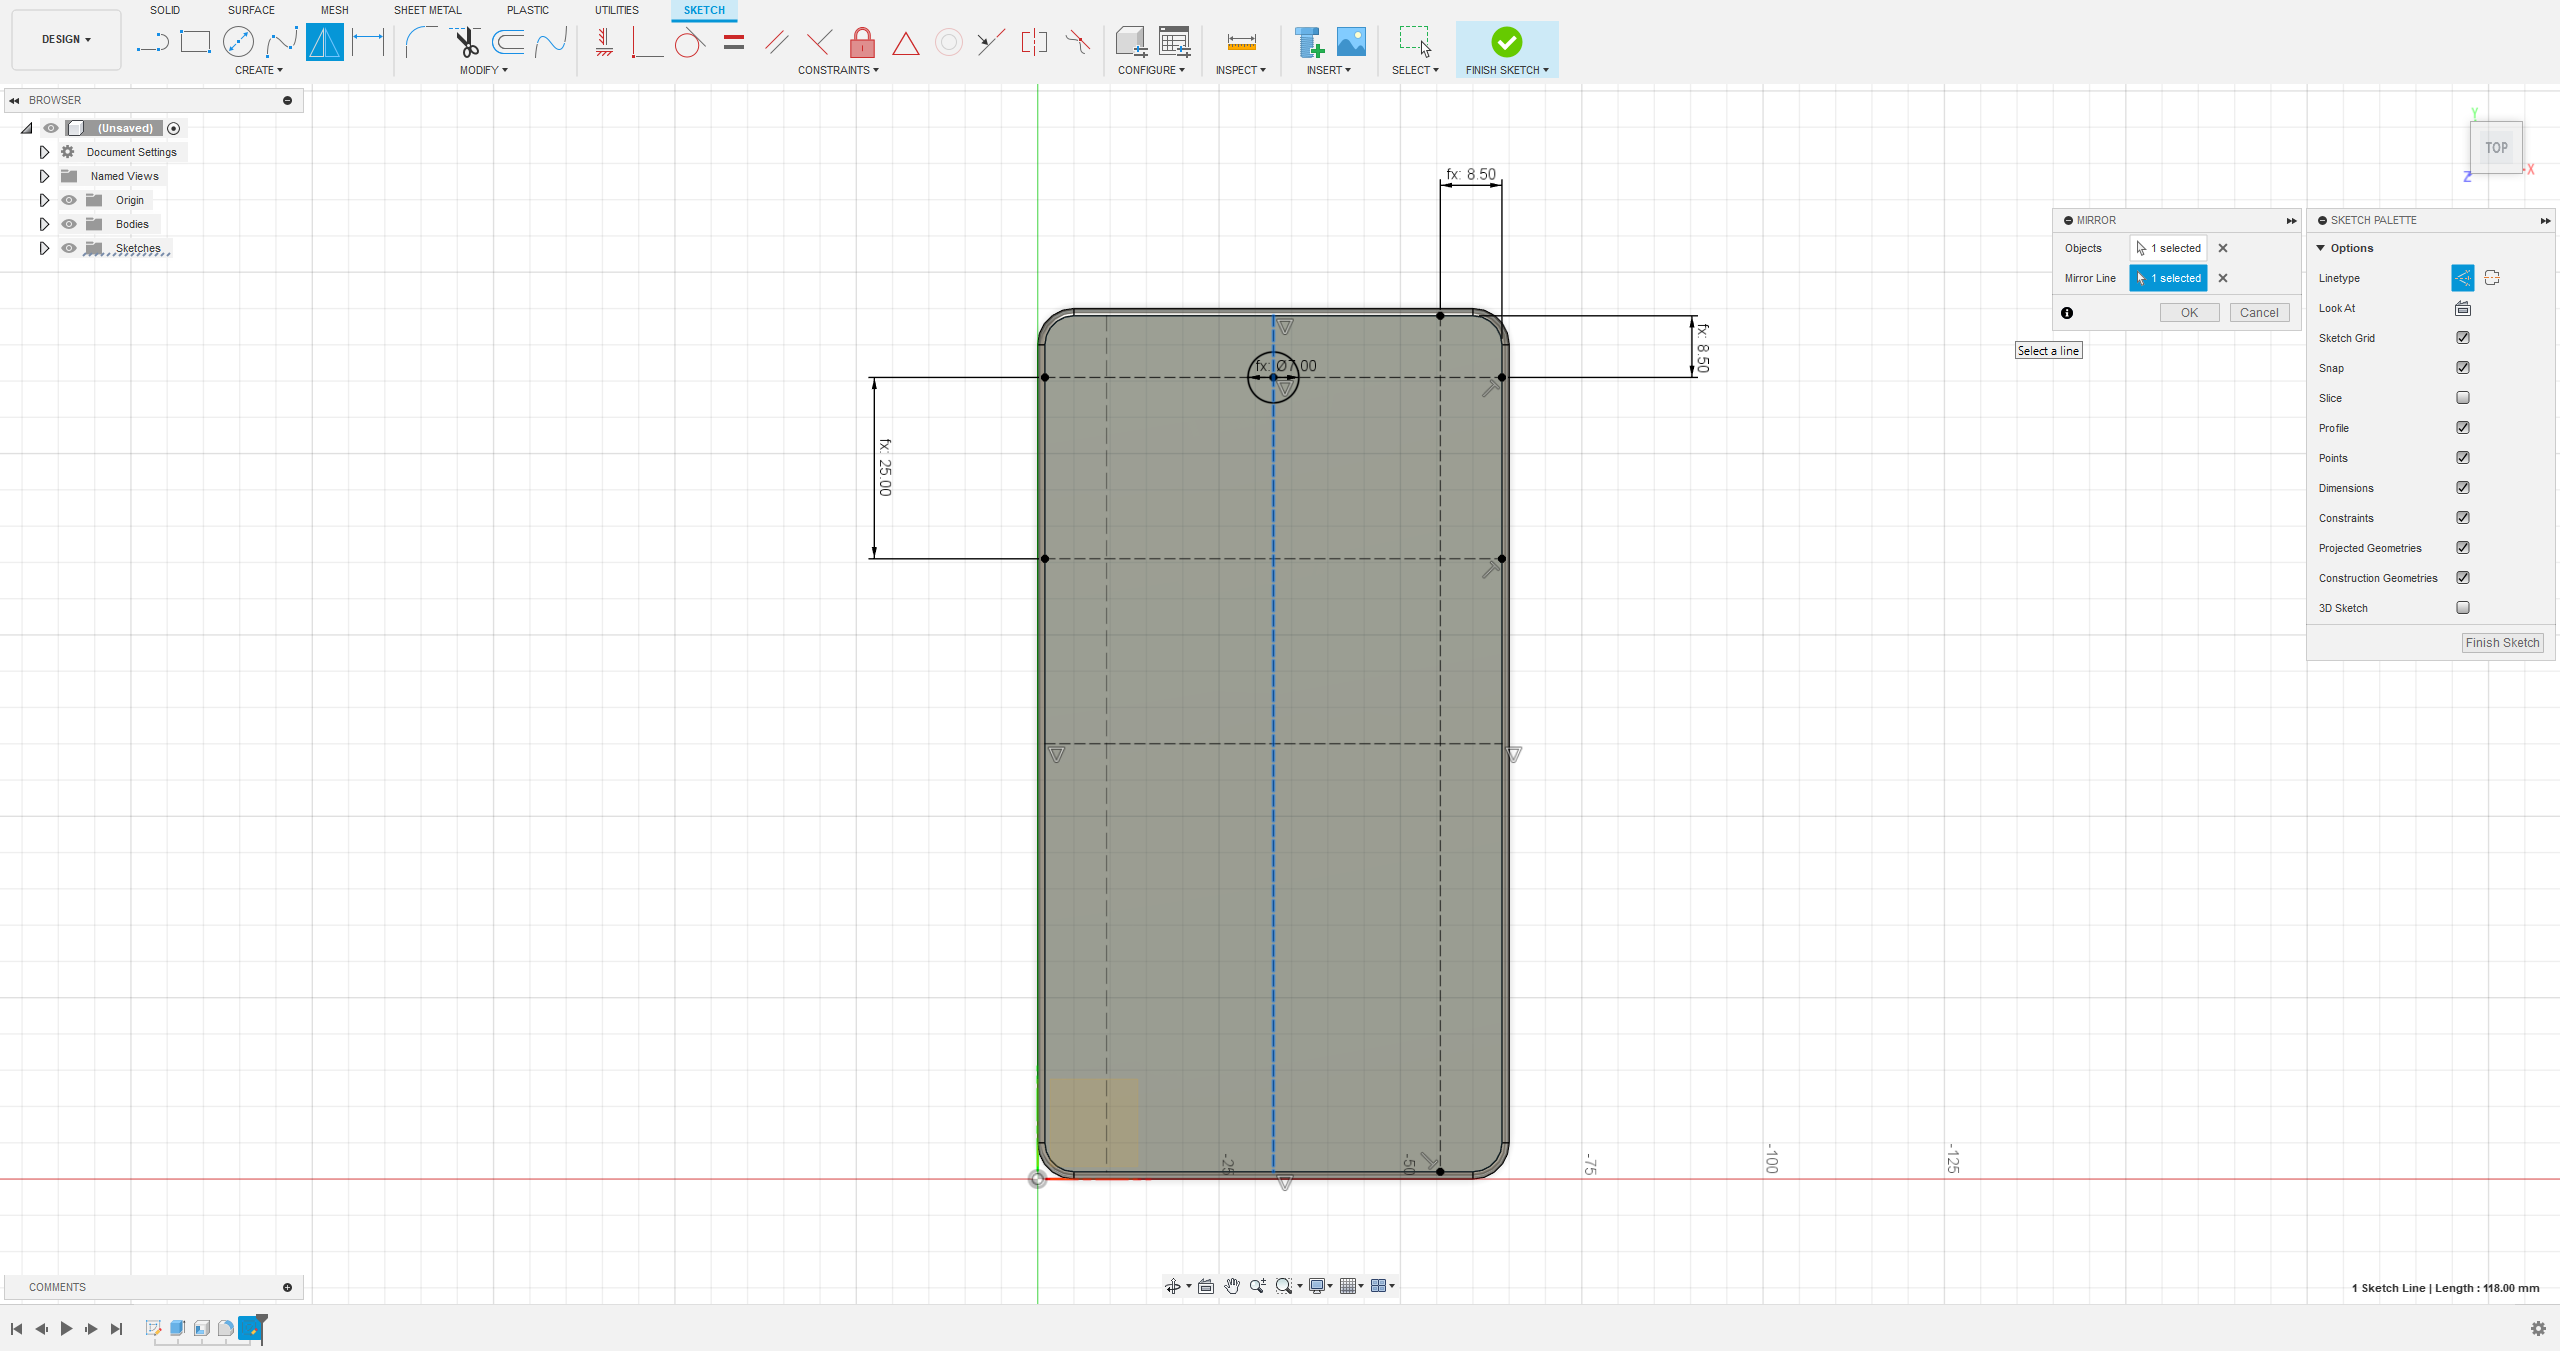 DESIGN
SOLID SURFACE MESH SHEET METAL PLASTIC UTILITIES SKETCH
CREATE MODIFY CONSTRAINTS CONFIGURE INSPECT INSERT SELECT FINISH SKETCH
BROWSER
(Unsaved)
Document Settings
Named Views
Origin
Bodies
Sketches
Y
TOP
X
Z
MIRROR
Objects 1 selected
Mirror Line 1 selected
OK Cancel
Select a line
SKETCH PALETTE
Options
Linetype
Look At
Sketch Grid
Snap
Slice
Profile
Points
Dimensions
Constraints
Projected Geometries
Construction Geometries
3D Sketch
Finish Sketch
fx: 8.50
fx: 8.50
fx: Ø7.00
fx: 25.00
-25
-50
-75
-100
-125
COMMENTS
1 Sketch Line | Length : 118.00 mm